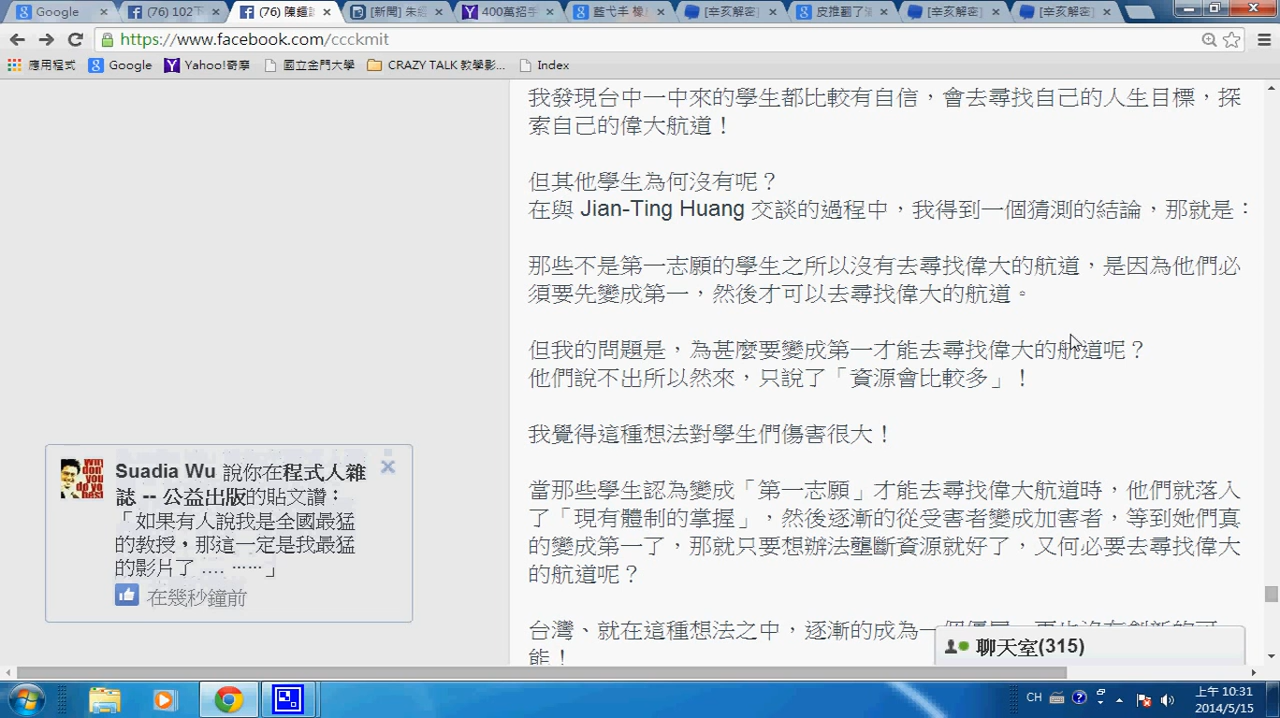 Google
(76) 102下
(76) 陳鍾
[新聞] 朱
400萬招手
藍弋手
[辛亥解密]
皮推翻了
[辛亥解密]
[辛亥解密]
https://www.facebook.com/ccckmit
應用程式
Google
Yahoo!奇摩
國立金門大學
CRAZY TALK 教學影...
Index
我發現台中一中來的學生都比較有自信，會去尋找自己的人生目標，探
索自己的偉大航道！
但其他學生為何沒有呢？
在與 Jian-Ting Huang 交談的過程中，我得到一個猜測的結論，那就是：
那些不是第一志願的學生之所以沒有去尋找偉大的航道，是因為他們必
須要先變成第一，然後才可以去尋找偉大的航道。
但我的問題是，為甚麼要變成第一才能去尋找偉大的航道呢？
他們說不出所以然來，只說了「資源會比較多」！
我覺得這種想法對學生們傷害很大！
當那些學生認為變成「第一志願」才能去尋找偉大航道時，他們就落入
了「現有體制的掌握」，然後逐漸的從受害者變成加害者，等到她們真
的變成第一了，那就只要想辦法壟斷資源就好了，又何必要去尋找偉大
的航道呢？
台灣、就在這種想法之中，逐漸的成為一
能！
Suadia Wu 說你在程式人雜
誌 -- 公益出版的貼文讚：
「如果有人說我是全國最猛
的教授，那這一定是我最猛
的影片了 .... ……」
在幾秒鐘前
聊天室(315)
CH
上午 10:31
2014/5/15